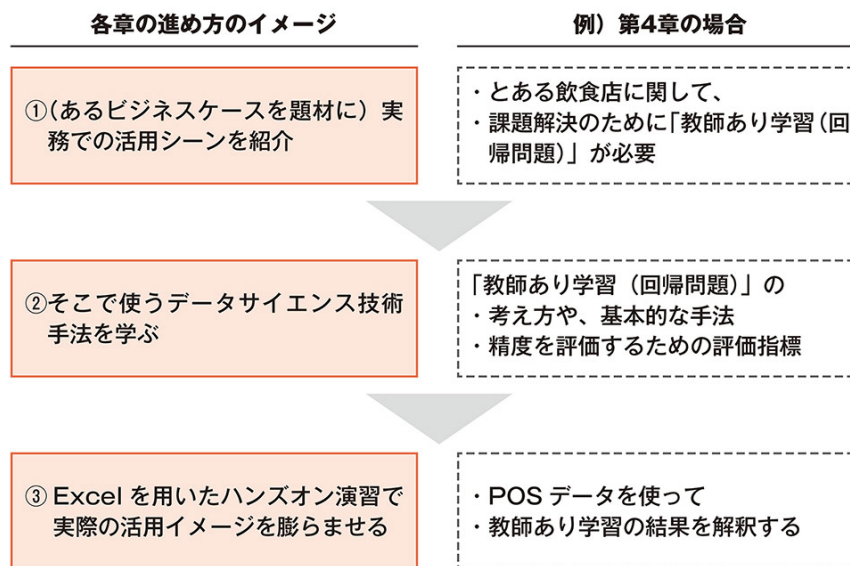 各章の進め方のイメージ
例）第4章の場合
①（あるビジネスケースを題材に）実
務での活用シーンを紹介
・とある飲食店に関して、
・課題解決のために「教師あり学習（回
帰問題）」が必要
②そこで使うデータサイエンス技術
手法を学ぶ
「教師あり学習（回帰問題）」の
・考え方や、基本的な手法
・精度を評価するための評価指標
③Excel を用いたハンズオン演習で
実際の活用イメージを膨らませる
・POS データを使って
・教師あり学習の結果を解釈する